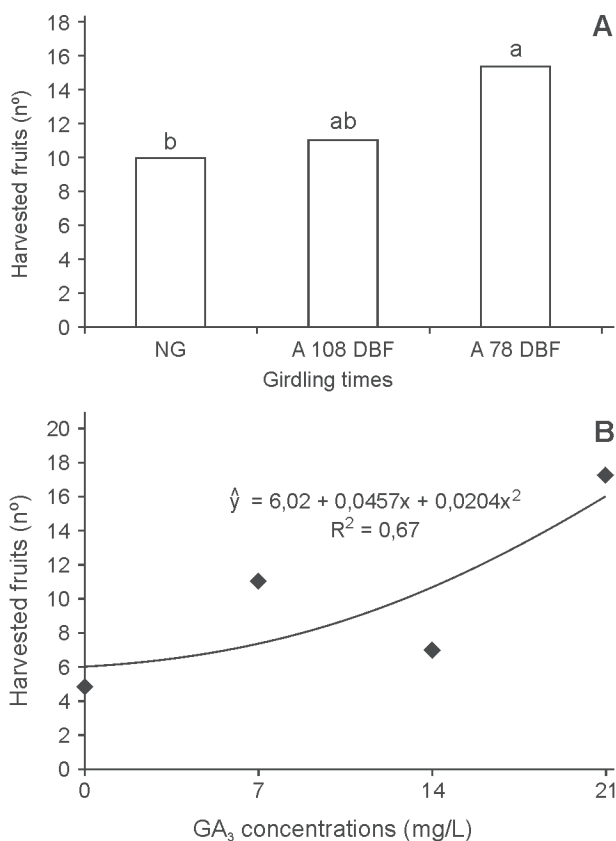 A
Harvested fruits (nº)
18
16
14
12
10
8
6
4
2
0
b
ab
a
NG A 108 DBF A 78 DBF
Girdling times
B
Harvested fruits (nº)
20
18
16
14
12
10
8
6
4
2
0
ŷ = 6,02 + 0,0457x + 0,0204x²
R² = 0,67
0 7 14 21
GA₃ concentrations (mg/L)